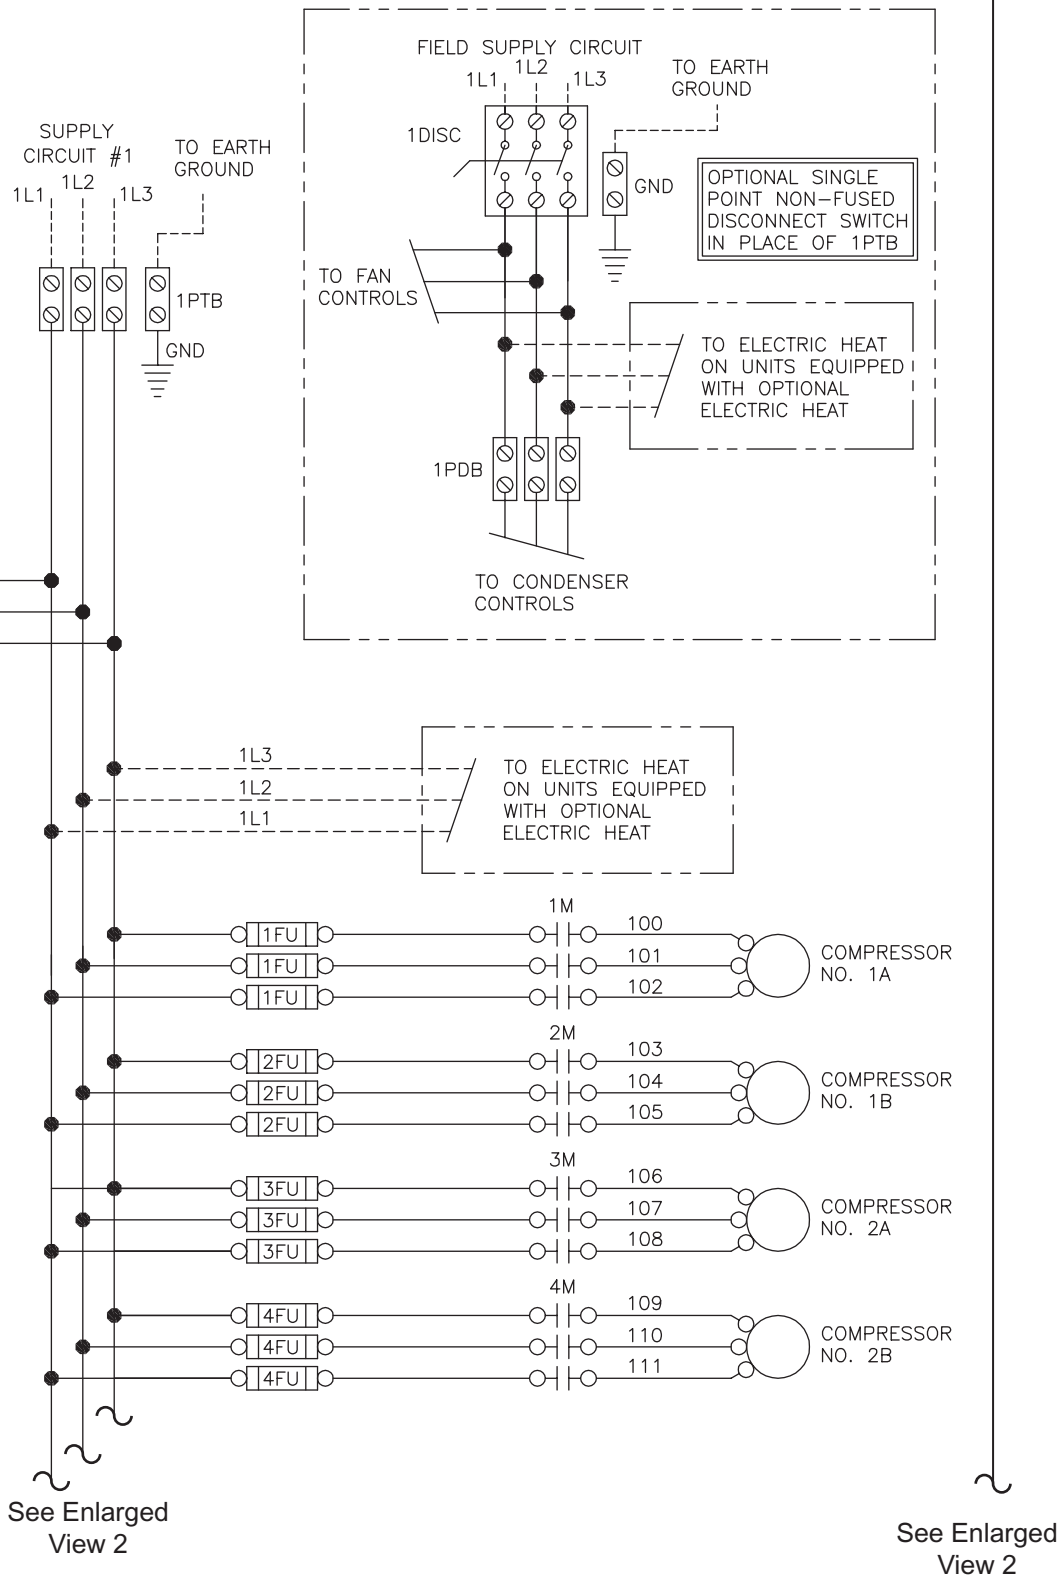 FIELD SUPPLY CIRCUIT
1L1 1L2 1L3
1DISC
TO EARTH
GROUND
GND
OPTIONAL SINGLE
POINT NON-FUSED
DISCONNECT SWITCH
IN PLACE OF 1PTB
TO FAN
CONTROLS
TO ELECTRIC HEAT
ON UNITS EQUIPPED
WITH OPTIONAL
ELECTRIC HEAT
1PDB
TO CONDENSER
CONTROLS
SUPPLY
CIRCUIT #1
1L1 1L2 1L3
TO EARTH
GROUND
1PTB
GND
1L3
1L2
1L1
TO ELECTRIC HEAT
ON UNITS EQUIPPED
WITH OPTIONAL
ELECTRIC HEAT
1M
1FU 100
1FU 101
1FU 102
COMPRESSOR
NO. 1A
2M
2FU 103
2FU 104
2FU 105
COMPRESSOR
NO. 1B
3M
3FU 106
3FU 107
3FU 108
COMPRESSOR
NO. 2A
4M
4FU 109
4FU 110
4FU 111
COMPRESSOR
NO. 2B
See Enlarged
View 2
See Enlarged
View 2